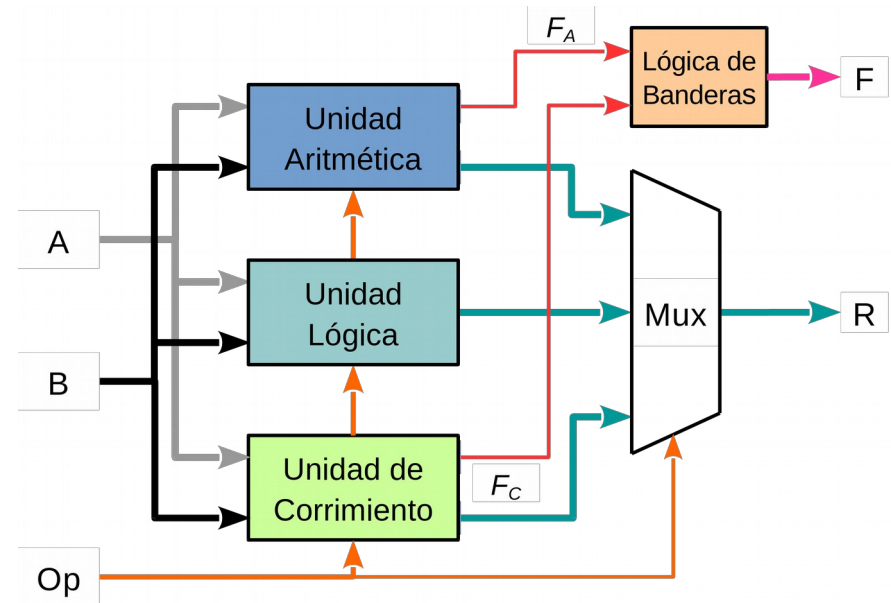 F_A
Lógica de
Banderas
F
Unidad
Aritmética
A
Unidad
Lógica
Mux
R
B
Unidad de
Corrimiento
F_C
Op